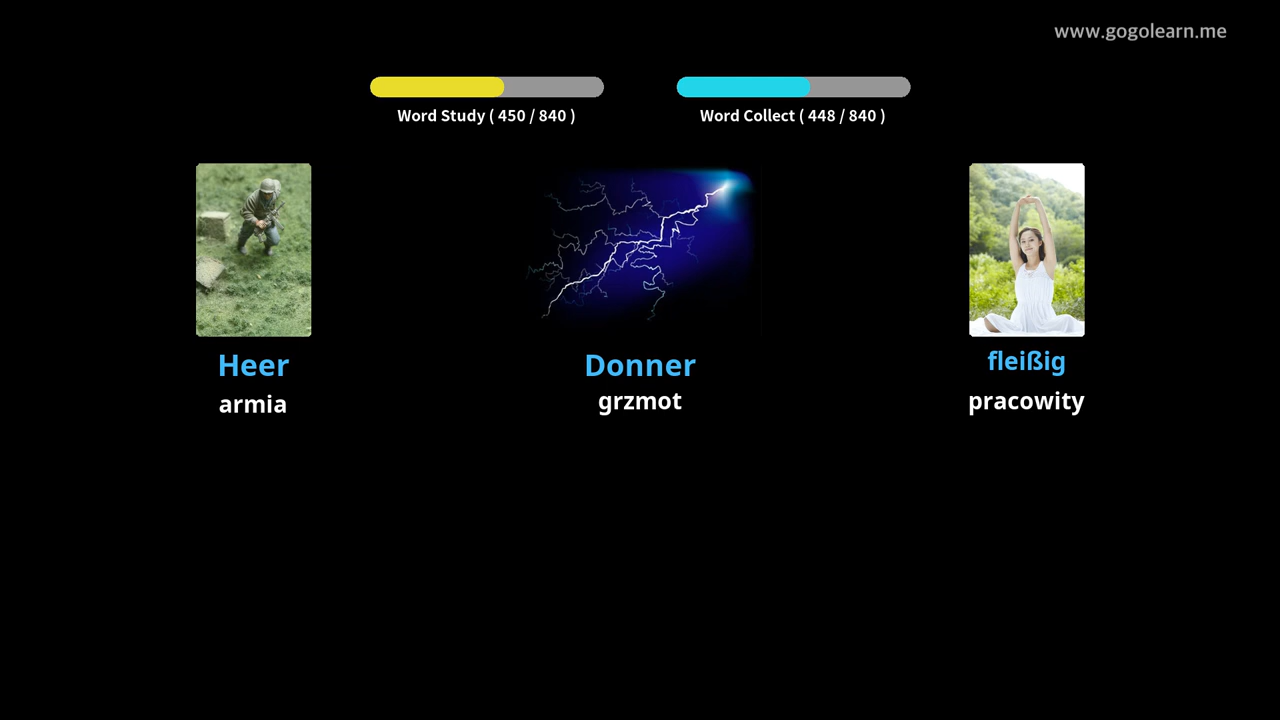 www.gogolearn.me
Word Study ( 450 / 840 )
Word Collect ( 448 / 840 )
Heer
armia
Donner
grzmot
fleißig
pracowity